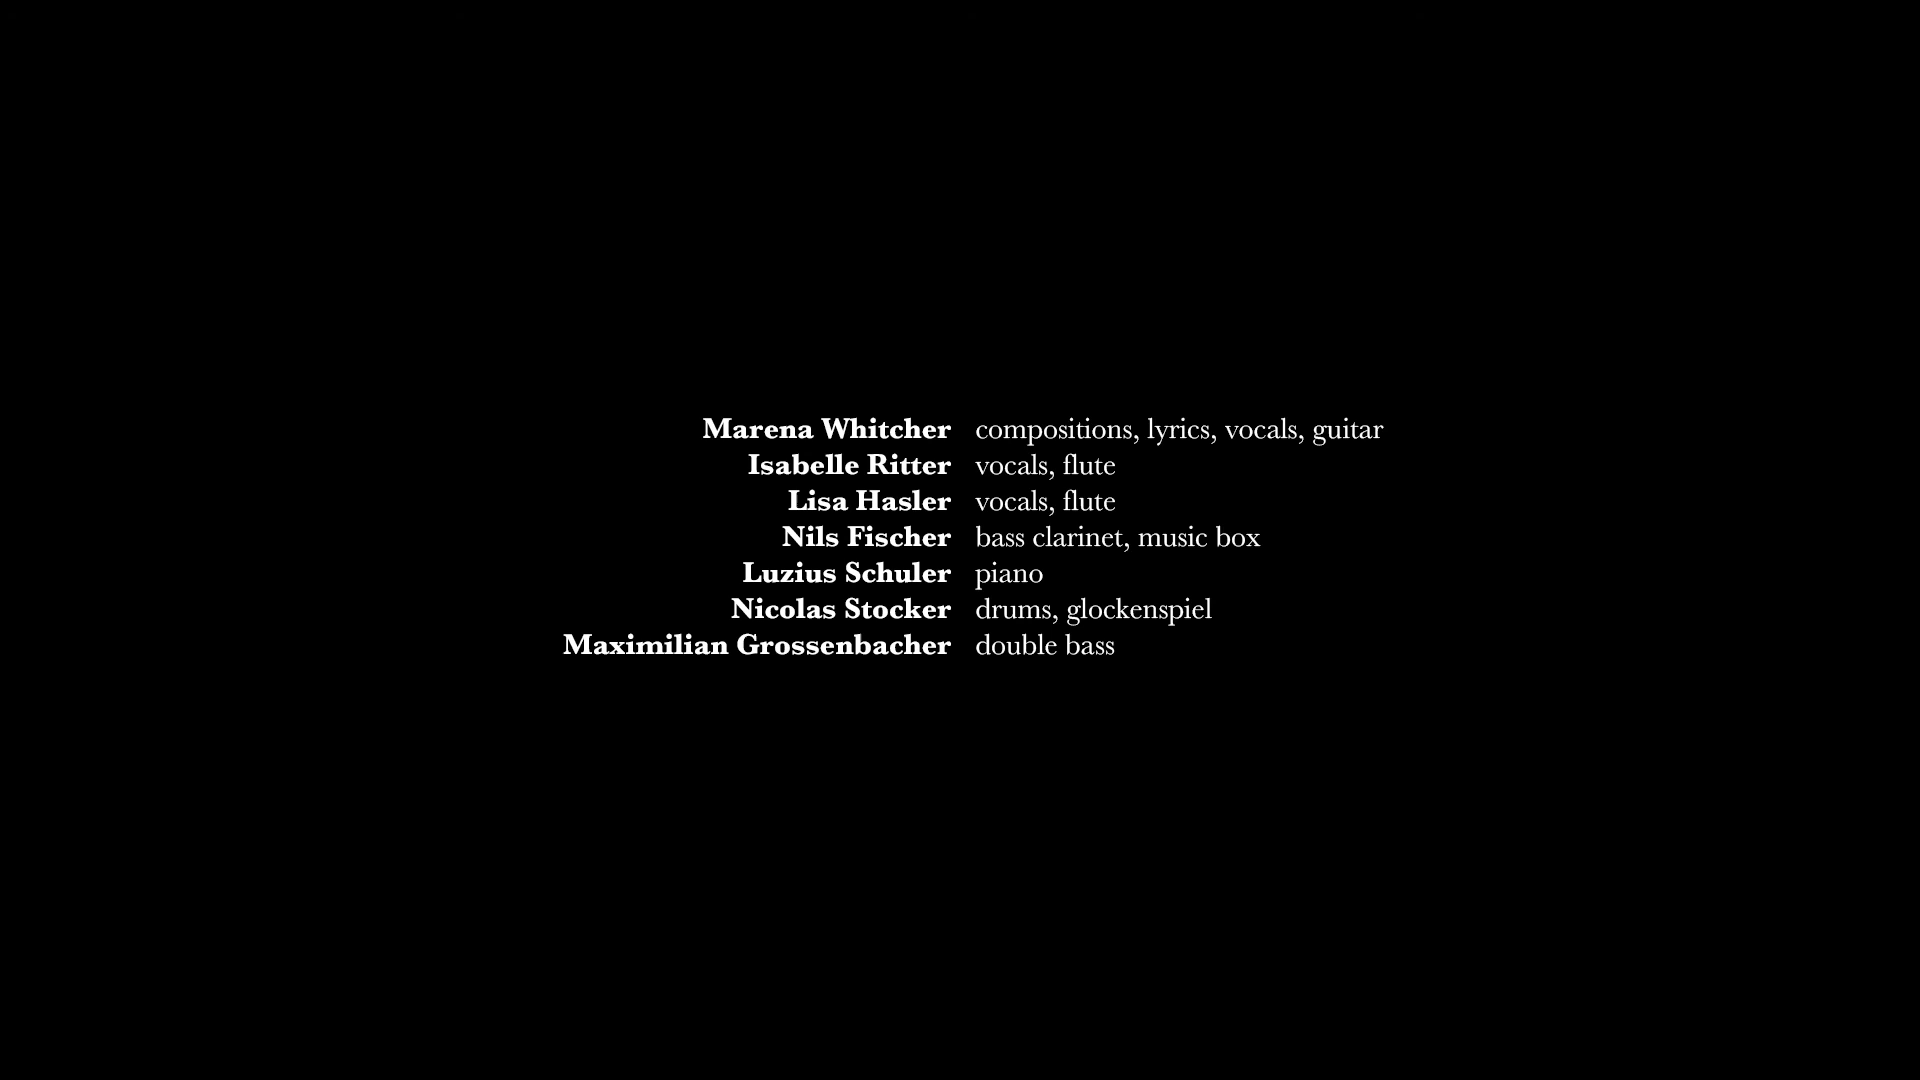 Marena Whitcher compositions, lyrics, vocals, guitar
Isabelle Ritter vocals, flute
Lisa Hasler vocals, flute
Nils Fischer bass clarinet, music box
Luzius Schuler piano
Nicolas Stocker drums, glockenspiel
Maximilian Grossenbacher double bass